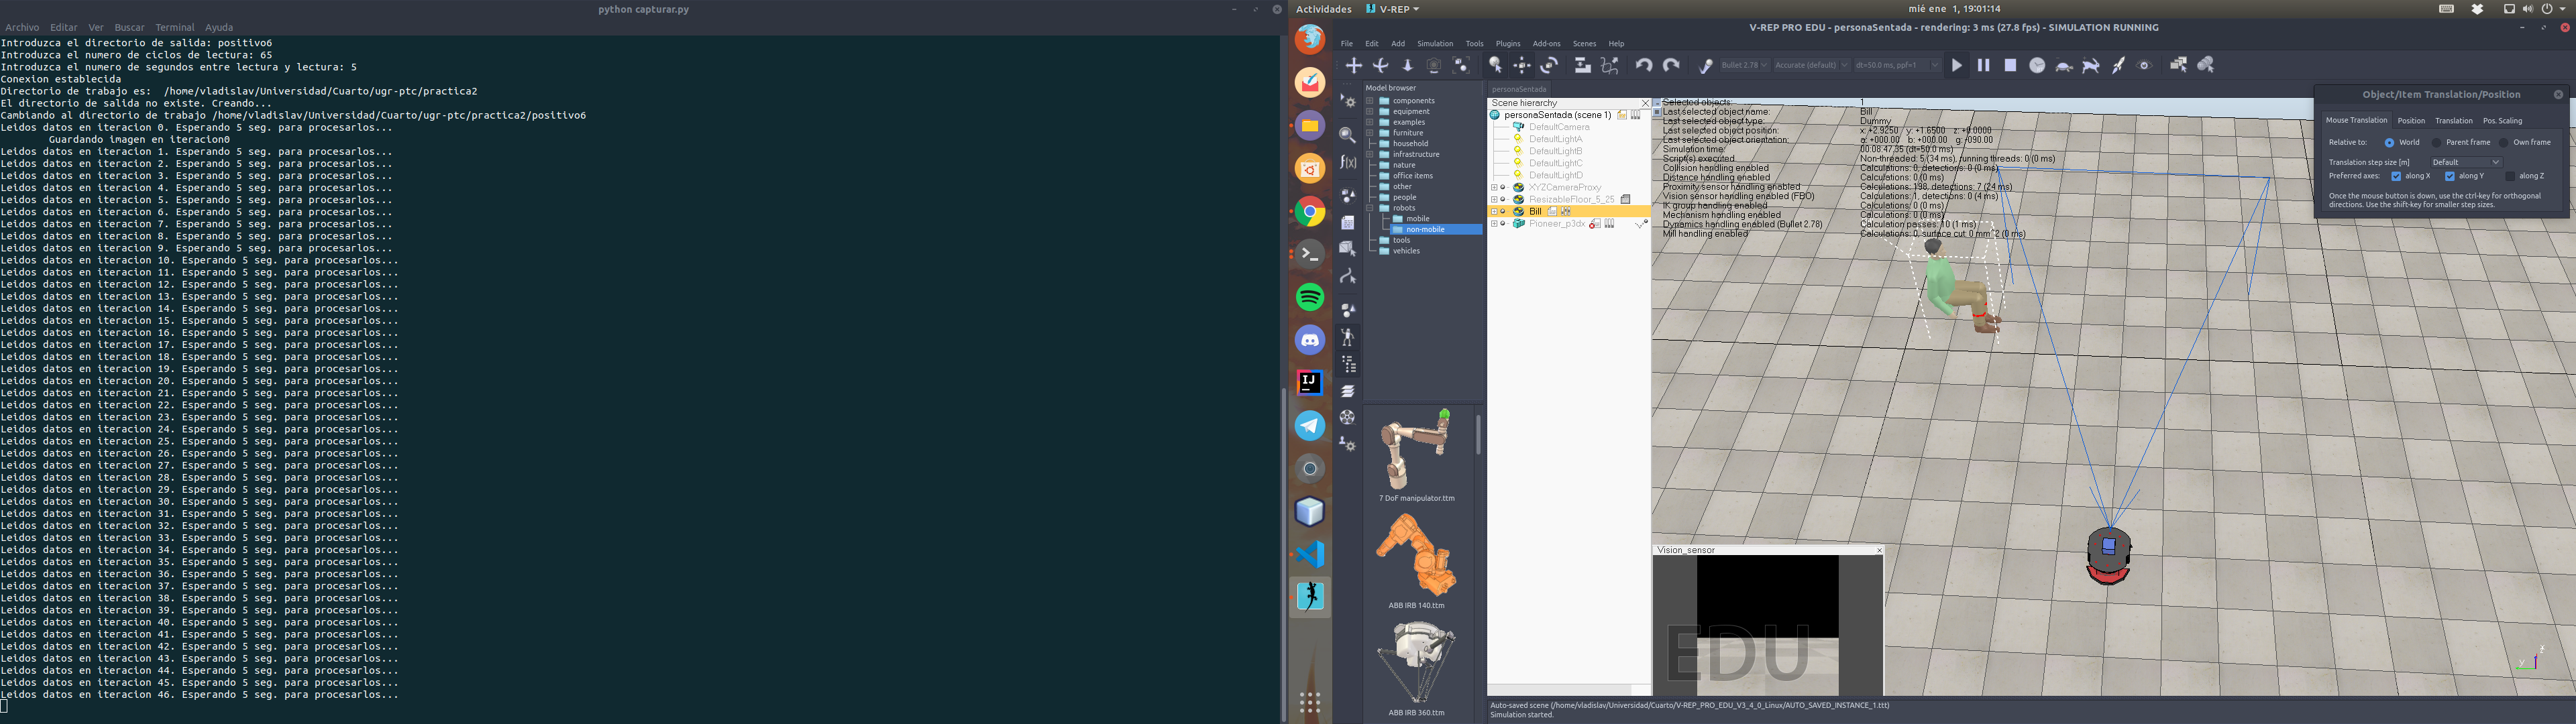 python capturar.py
Archivo Editar Ver Buscar Terminal Ayuda
Introduzca el directorio de salida: positivo6
Introduzca el numero de ciclos de lectura: 65
Introduzca el numero de segundos entre lectura y lectura: 5
Conexion establecida
Directorio de trabajo es:  /home/vladislav/Universidad/Cuarto/ugr-ptc/practica2
El directorio de salida no existe. Creando...
Cambiando al directorio de trabajo /home/vladislav/Universidad/Cuarto/ugr-ptc/practica2/positivo6
Leidos datos en iteracion 0. Esperando 5 seg. para procesarlos...
Guardando imagen en iteracion0
Leidos datos en iteracion 1. Esperando 5 seg. para procesarlos...
Leidos datos en iteracion 2. Esperando 5 seg. para procesarlos...
Leidos datos en iteracion 3. Esperando 5 seg. para procesarlos...
Leidos datos en iteracion 4. Esperando 5 seg. para procesarlos...
Leidos datos en iteracion 5. Esperando 5 seg. para procesarlos...
Leidos datos en iteracion 6. Esperando 5 seg. para procesarlos...
Leidos datos en iteracion 7. Esperando 5 seg. para procesarlos...
Leidos datos en iteracion 8. Esperando 5 seg. para procesarlos...
Leidos datos en iteracion 9. Esperando 5 seg. para procesarlos...
Leidos datos en iteracion 10. Esperando 5 seg. para procesarlos...
Leidos datos en iteracion 11. Esperando 5 seg. para procesarlos...
Leidos datos en iteracion 12. Esperando 5 seg. para procesarlos...
Leidos datos en iteracion 13. Esperando 5 seg. para procesarlos...
Leidos datos en iteracion 14. Esperando 5 seg. para procesarlos...
Leidos datos en iteracion 15. Esperando 5 seg. para procesarlos...
Leidos datos en iteracion 16. Esperando 5 seg. para procesarlos...
Leidos datos en iteracion 17. Esperando 5 seg. para procesarlos...
Leidos datos en iteracion 18. Esperando 5 seg. para procesarlos...
Leidos datos en iteracion 19. Esperando 5 seg. para procesarlos...
Leidos datos en iteracion 20. Esperando 5 seg. para procesarlos...
Leidos datos en iteracion 21. Esperando 5 seg. para procesarlos...
Leidos datos en iteracion 22. Esperando 5 seg. para procesarlos...
Leidos datos en iteracion 23. Esperando 5 seg. para procesarlos...
Leidos datos en iteracion 24. Esperando 5 seg. para procesarlos...
Leidos datos en iteracion 25. Esperando 5 seg. para procesarlos...
Leidos datos en iteracion 26. Esperando 5 seg. para procesarlos...
Leidos datos en iteracion 27. Esperando 5 seg. para procesarlos...
Leidos datos en iteracion 28. Esperando 5 seg. para procesarlos...
Leidos datos en iteracion 29. Esperando 5 seg. para procesarlos...
Leidos datos en iteracion 30. Esperando 5 seg. para procesarlos...
Leidos datos en iteracion 31. Esperando 5 seg. para procesarlos...
Leidos datos en iteracion 32. Esperando 5 seg. para procesarlos...
Leidos datos en iteracion 33. Esperando 5 seg. para procesarlos...
Leidos datos en iteracion 34. Esperando 5 seg. para procesarlos...
Leidos datos en iteracion 35. Esperando 5 seg. para procesarlos...
Leidos datos en iteracion 36. Esperando 5 seg. para procesarlos...
Leidos datos en iteracion 37. Esperando 5 seg. para procesarlos...
Leidos datos en iteracion 38. Esperando 5 seg. para procesarlos...
Leidos datos en iteracion 39. Esperando 5 seg. para procesarlos...
Leidos datos en iteracion 40. Esperando 5 seg. para procesarlos...
Leidos datos en iteracion 41. Esperando 5 seg. para procesarlos...
Leidos datos en iteracion 42. Esperando 5 seg. para procesarlos...
Leidos datos en iteracion 43. Esperando 5 seg. para procesarlos...
Leidos datos en iteracion 44. Esperando 5 seg. para procesarlos...
Leidos datos en iteracion 45. Esperando 5 seg. para procesarlos...
Leidos datos en iteracion 46. Esperando 5 seg. para procesarlos...
Actividades V-REP mié ene 1, 19:01:14
V-REP PRO EDU - personaSentada - rendering: 3 ms (27.8 fps) - SIMULATION RUNNING
File Edit Add Simulation Tools Plugins Add-ons Scenes Help
Bullet 2.78 Accurate (default) dt=50.0 ms, ppf=1
Model browser
components
equipment
examples
furniture
household
infrastructure
nature
office items
other
people
robots
mobile
non-mobile
tools
vehicles
7 DoF manipulator.ttm
ABB IRB 140.ttm
ABB IRB 360.ttm
personaSentada
Scene hierarchy
personaSentada (scene 1)
DefaultCamera
DefaultLightA
DefaultLightB
DefaultLightC
DefaultLightD
XYZCameraProxy
ResizableFloor_5_25
Bill
Pioneer_p3dx
Selected objects: 1
Last selected object name: Bill
Last selected object type: Dummy
Last selected object position: x: +2.9250 y: +1.6500 z: +0.0000
Last selected object orientation: a: +000.00 b: +000.00 g: -090.00
Simulation time: 00:08:47.35 (dt=50.0 ms)
Script(s) executed Non-threaded: 5 (34 ms), running threads: 0 (0 ms)
Collision handling enabled Calculations: 0, detections: 0 (0 ms)
Distance handling enabled Calculations: 0 (0 ms)
Proximity sensor handling enabled Calculations: 198, detections: 7 (24 ms)
Vision sensor handling enabled (FBO) Calculations: 1, detections: 0 (4 ms)
IK group handling enabled Calculations: 0 (0 ms)
Mechanism handling enabled Calculations: 0 (0 ms)
Dynamics handling enabled (Bullet 2.78) Calculation passes: 10 (1 ms)
Mill handling enabled Calculations: 0, surface cut: 0 mm^2 (0 ms)
Object/Item Translation/Position
Mouse Translation Position Translation Pos. Scaling
Relative to: World Parent frame Own frame
Translation step size [m] Default
Preferred axes: along X along Y along Z
Once the mouse button is down, use the ctrl-key for orthogonal
directions. Use the shift-key for smaller step sizes.
Vision_sensor
EDU
z
y
Auto-saved scene (/home/vladislav/Universidad/Cuarto/V-REP_PRO_EDU_V3_4_0_Linux/AUTO_SAVED_INSTANCE_1.ttt)
Simulation started.